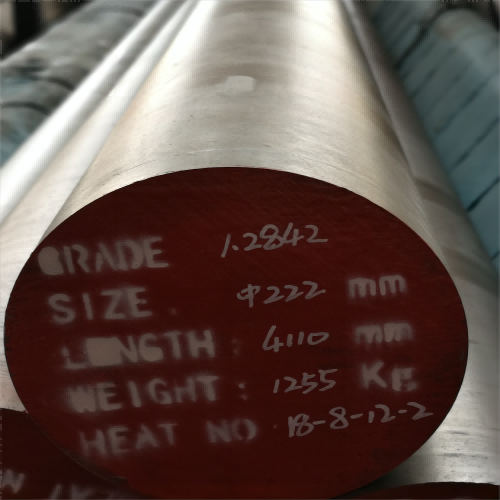 GRADE 1.2842
SIZE. Φ222 mm
LENGTH: 4110 mm
WEIGHT: 1255 KG
HEAT NO 18-8-12-2